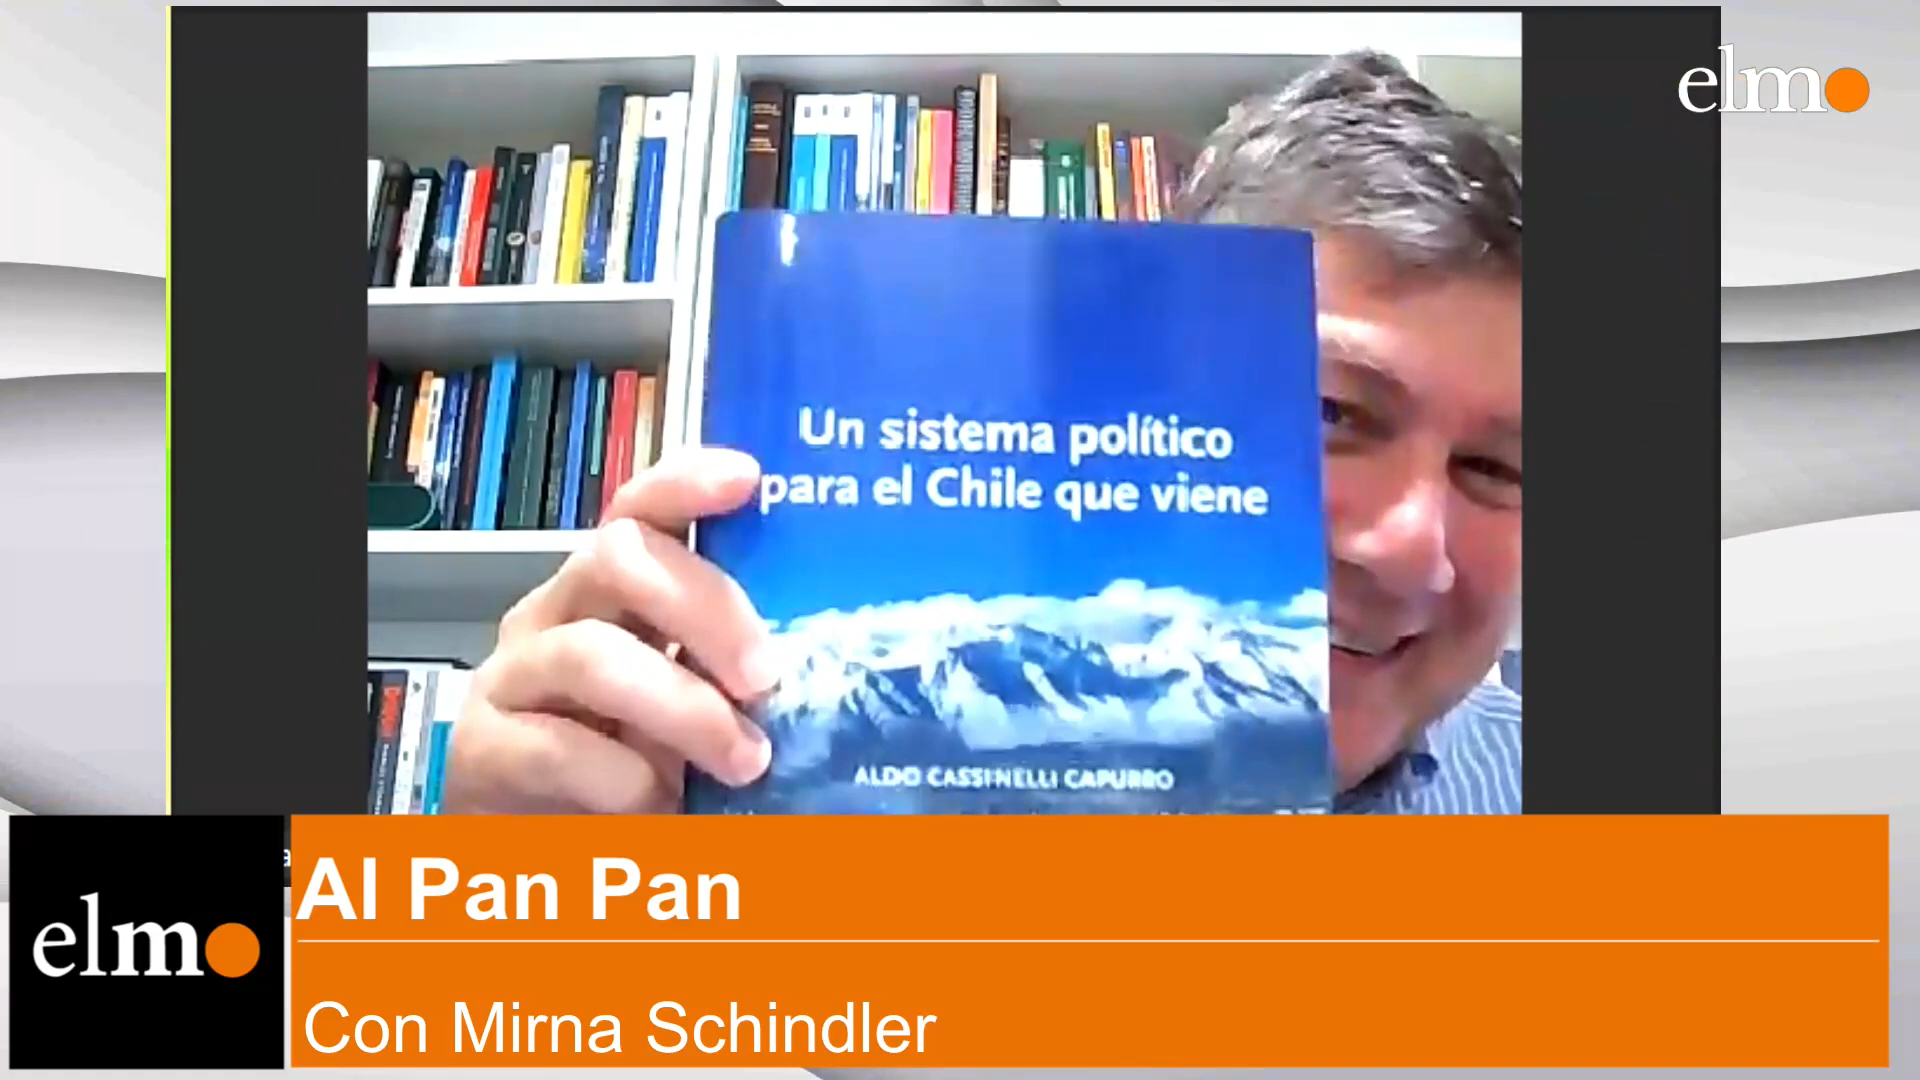 elmo
Un sistema político
para el Chile que viene
ALDO CASSINELLI CAPURRO
Al Pan Pan
elmo
Con Mirna Schindler